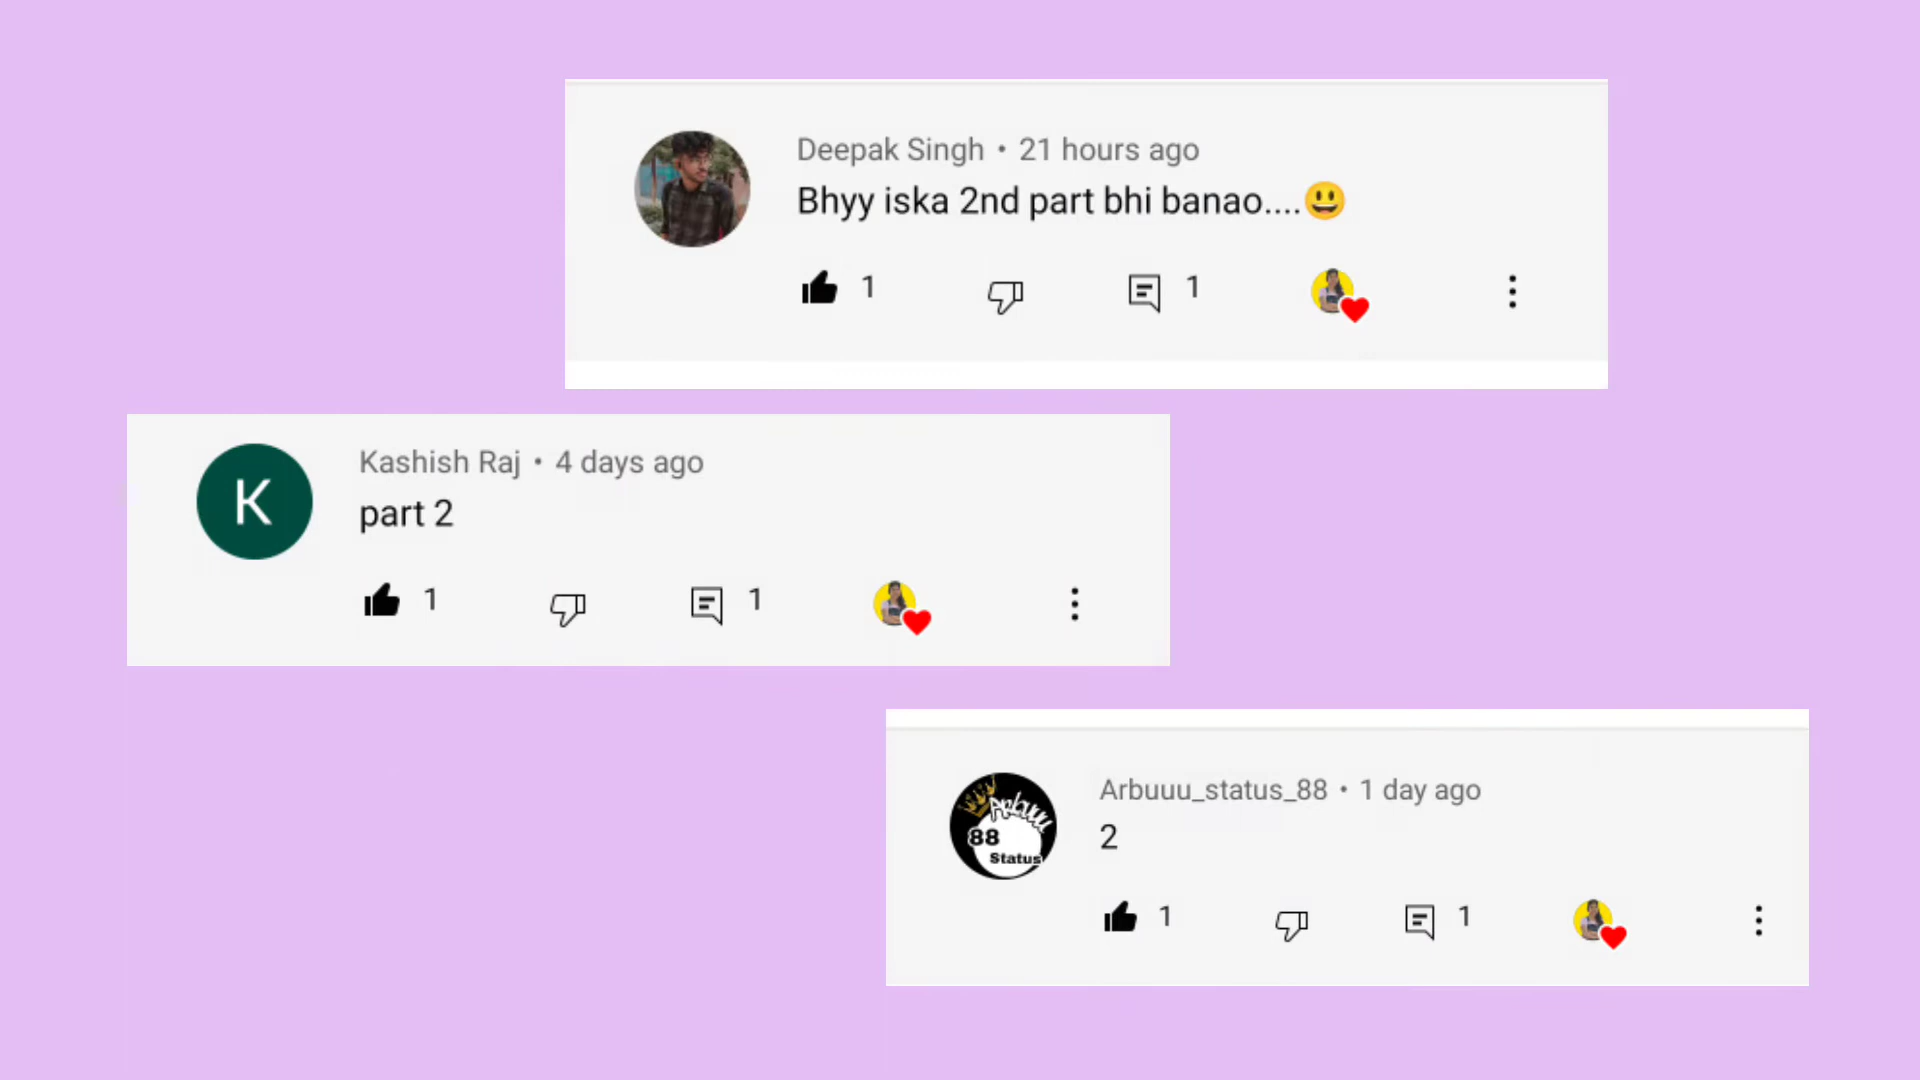 Deepak Singh • 21 hours ago
Bhyy iska 2nd part bhi banao....😃
1 1
K
Kashish Raj • 4 days ago
part 2
1 1
Arbuuu
88
Status
Arbuuu_status_88 • 1 day ago
2
1 1